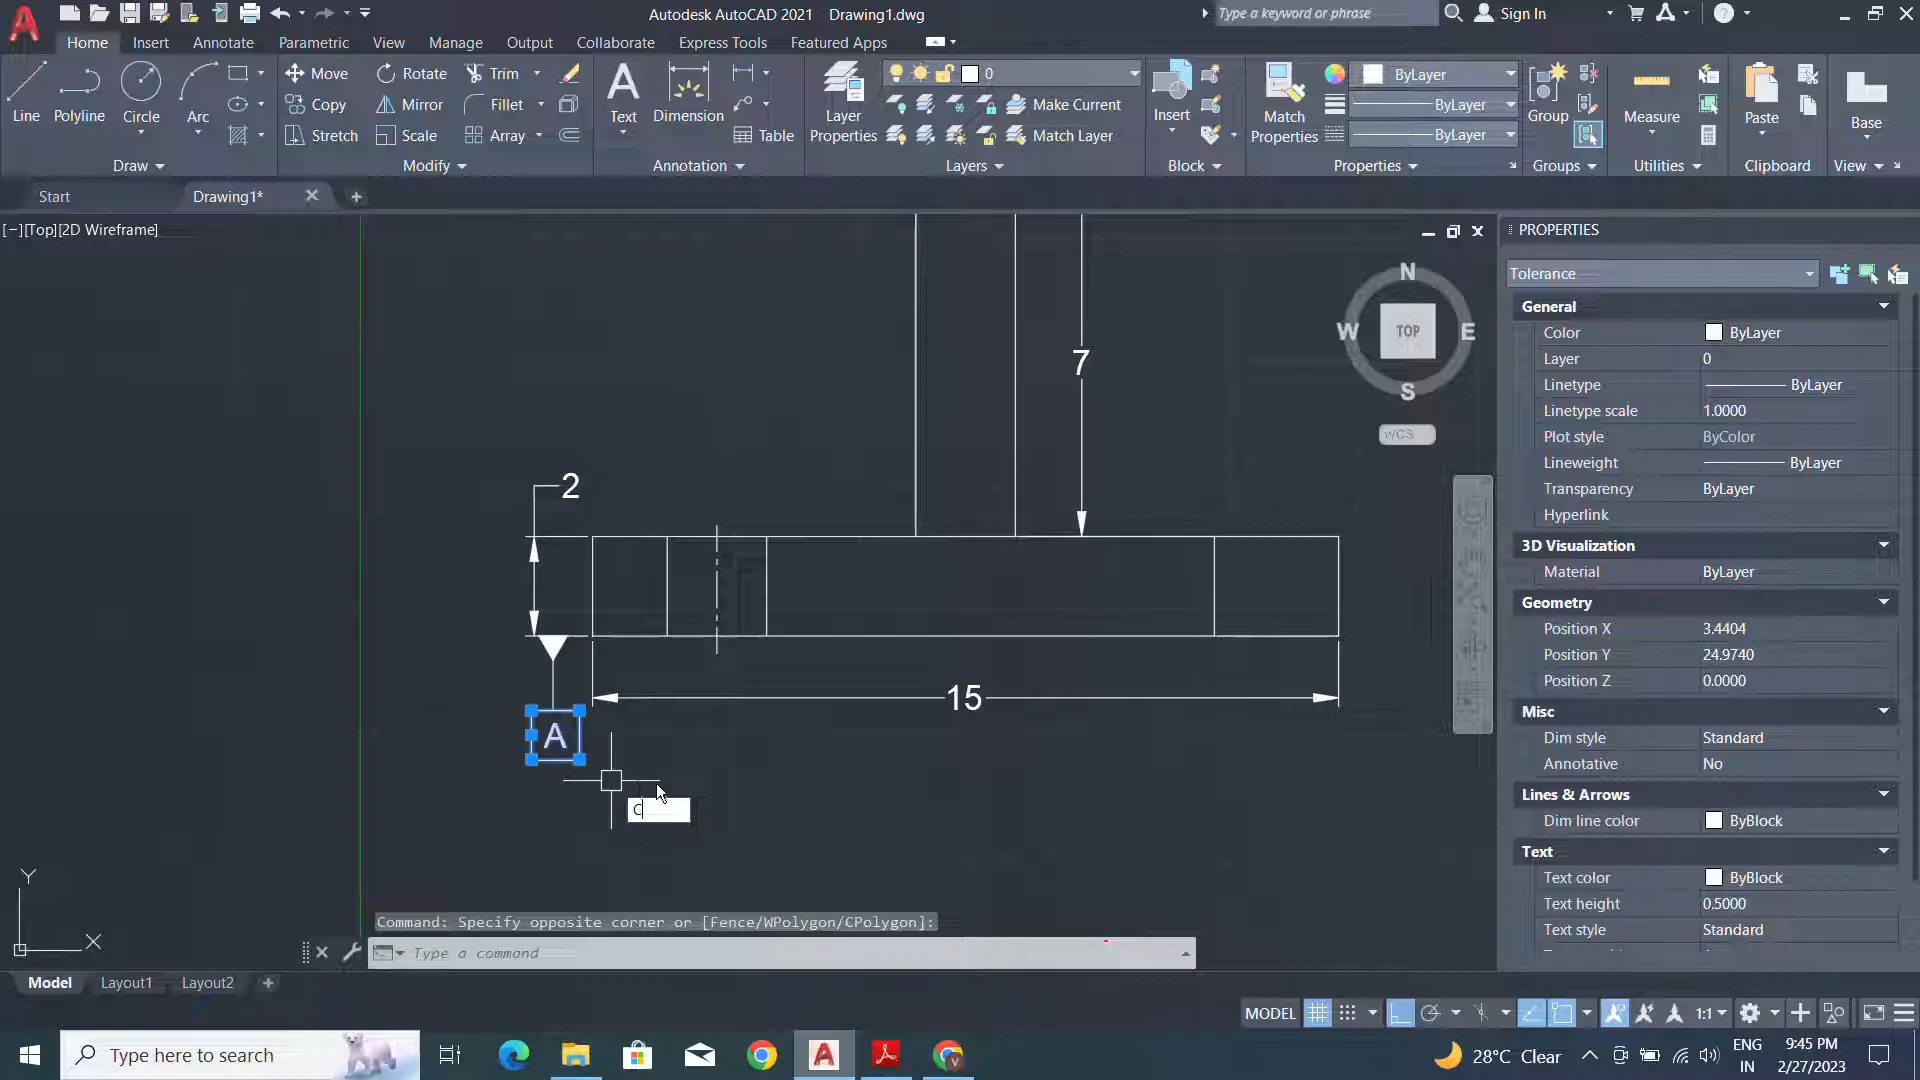 Autodesk AutoCAD 2021 Drawing1.dwg
Type a keyword or phrase
Sign In
Home Insert Annotate Parametric View Manage Output Collaborate Express Tools Featured Apps
Line Polyline Circle Arc
Move Rotate Trim
Copy Mirror Fillet
Stretch Scale Array
Text Dimension Table
Layer Properties
0
Make Current
Match Layer
Insert
Match Properties
ByLayer
ByLayer
ByLayer
Group Measure Paste Base
Draw Modify Annotation Layers Block Properties Groups Utilities Clipboard View
Start Drawing1*
[−][Top][2D Wireframe]
N
W TOP E
S
WCS
7
2
15
A
C
Y
X
PROPERTIES
Tolerance
General
Color ByLayer
Layer 0
Linetype ByLayer
Linetype scale 1.0000
Plot style ByColor
Lineweight ByLayer
Transparency ByLayer
Hyperlink
3D Visualization
Material ByLayer
Geometry
Position X 3.4404
Position Y 24.9740
Position Z 0.0000
Misc
Dim style Standard
Annotative No
Lines & Arrows
Dim line color ByBlock
Text
Text color ByBlock
Text height 0.5000
Text style Standard
Command: Specify opposite corner or [Fence/WPolygon/CPolygon]:
Type a command
Model Layout1 Layout2
MODEL 1:1
Type here to search
28°C Clear
ENG
IN
9:45 PM
2/27/2023